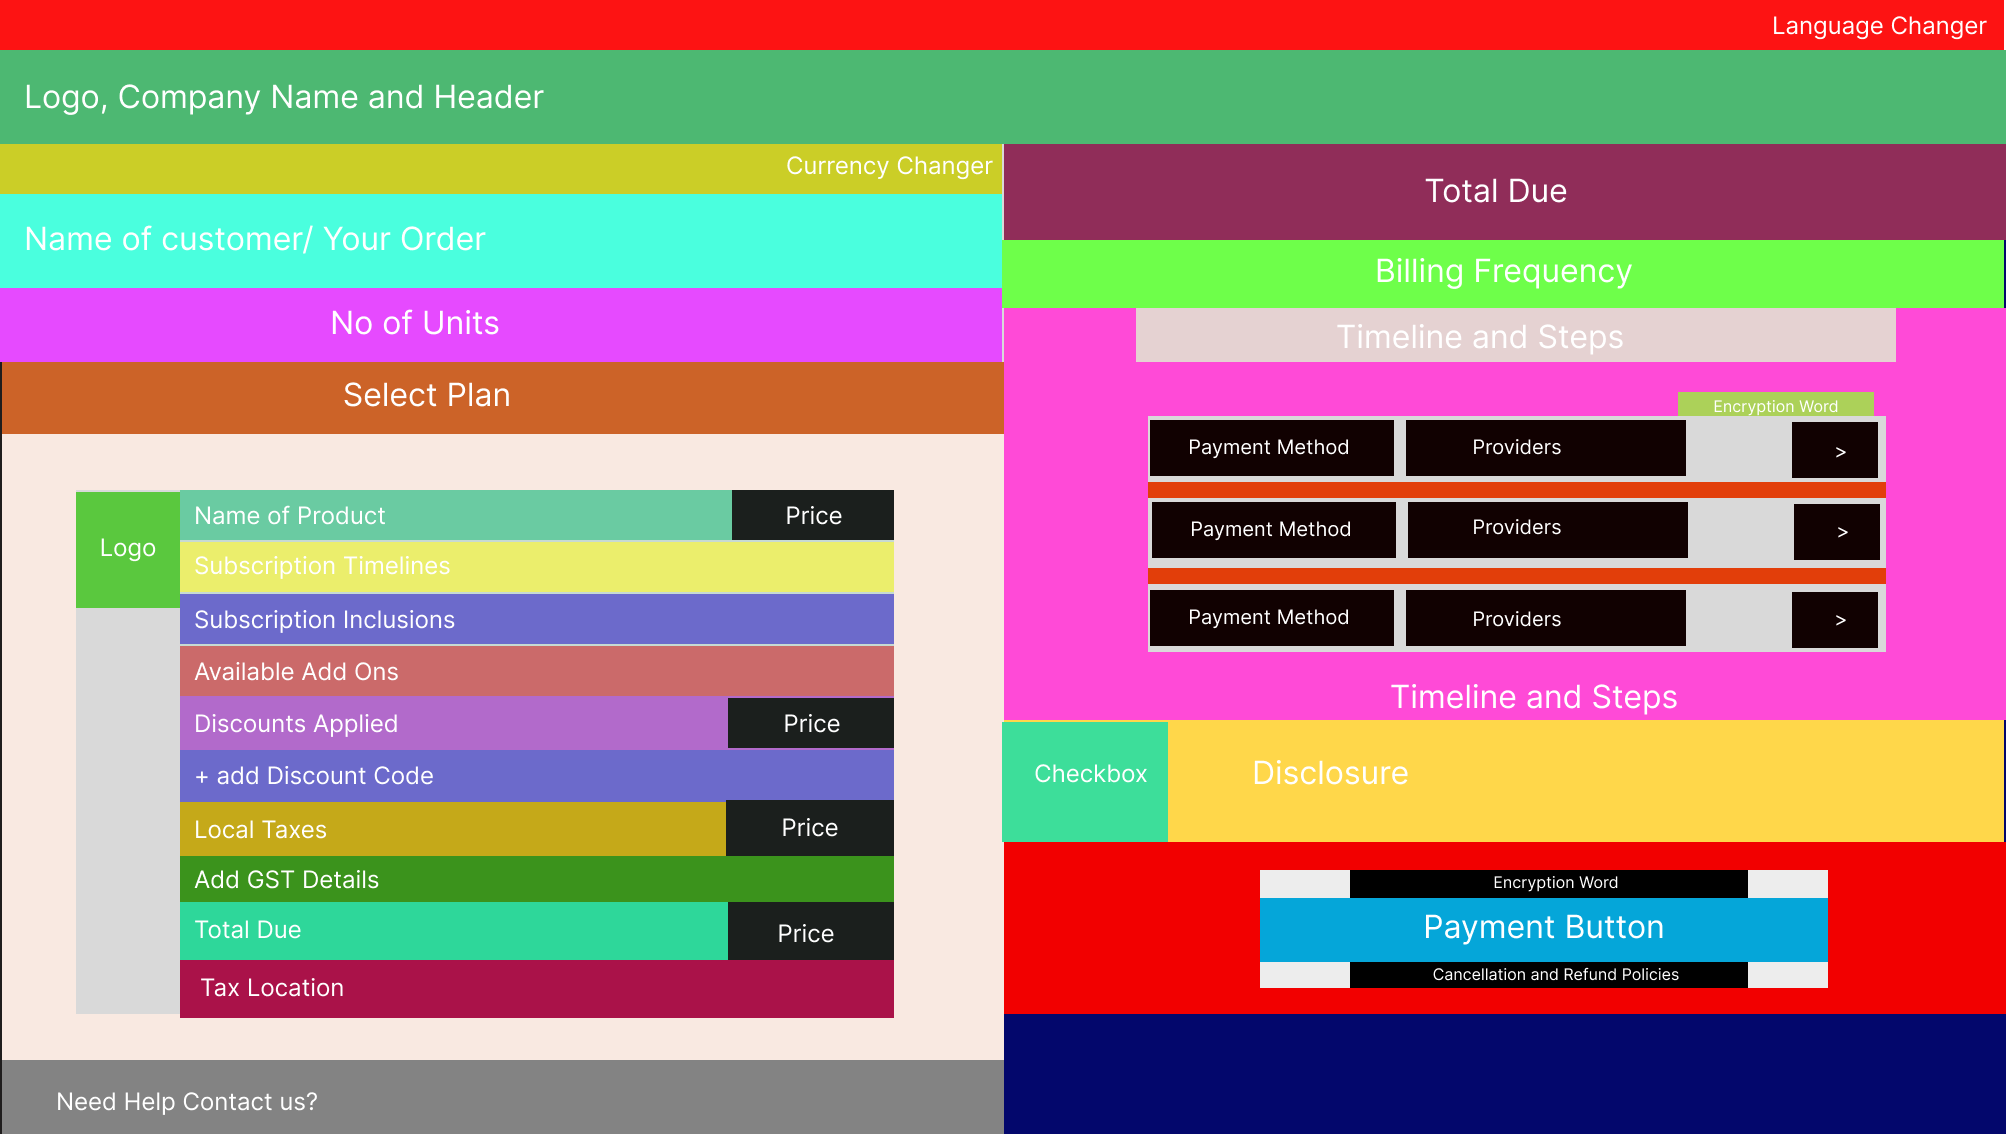 Language Changer
Logo, Company Name and Header
Currency Changer
Name of customer/ Your Order
No of Units
Select Plan
Logo
Name of Product
Price
Subscription Timelines
Subscription Inclusions
Available Add Ons
Discounts Applied
Price
+ add Discount Code
Local Taxes
Price
Add GST Details
Total Due
Price
Tax Location
Need Help Contact us?
Total Due
Billing Frequency
Timeline and Steps
Encryption Word
Payment Method
Providers
>
Payment Method
Providers
>
Payment Method
Providers
>
Timeline and Steps
Checkbox
Disclosure
Encryption Word
Payment Button
Cancellation and Refund Policies